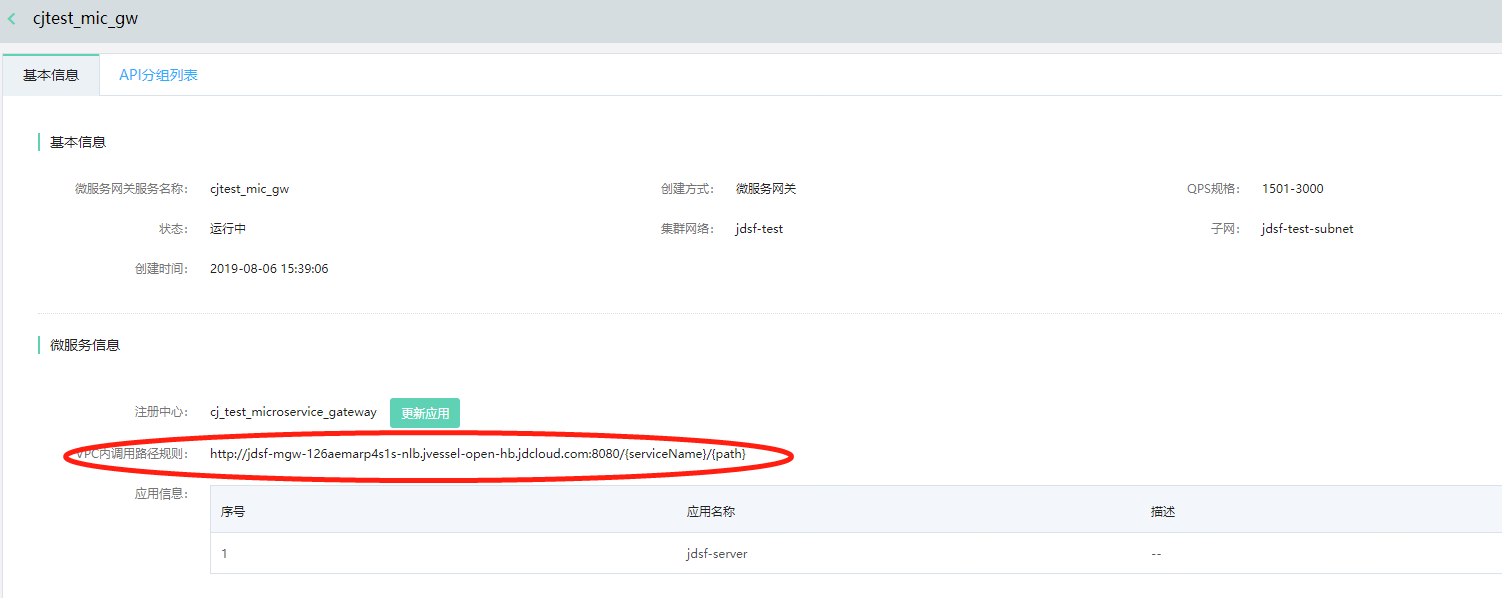 cjtest_mic_gw
基本信息 API分组列表
基本信息
微服务网关服务名称： cjtest_mic_gw 创建方式： 微服务网关 QPS规格： 1501-3000
状态： 运行中 集群网络： jdsf-test 子网： jdsf-test-subnet
创建时间： 2019-08-06 15:39:06
微服务信息
注册中心： cj_test_microservice_gateway 更新应用
VPC内调用路径规则： http://jdsf-mgw-126aemarp4s1s-nlb.jvessel-open-hb.jdcloud.com:8080/{serviceName}/{path}
应用信息：
序号 应用名称 描述
1 jdsf-server --